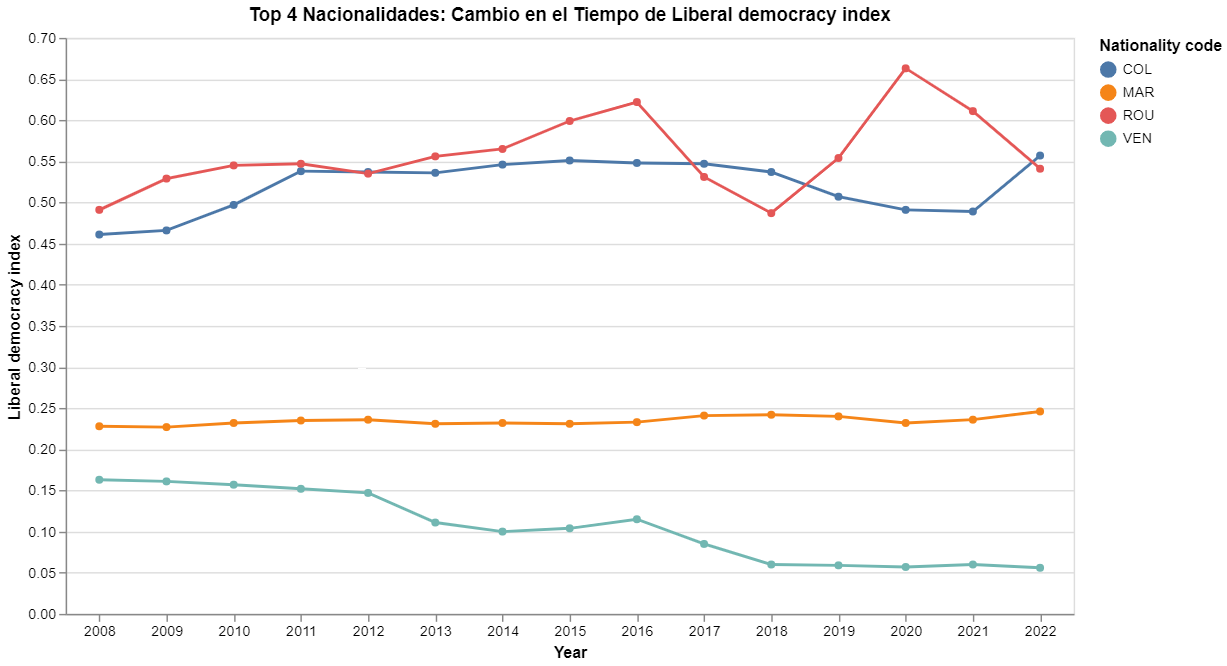 Top 4 Nacionalidades: Cambio en el Tiempo de Liberal democracy index
Liberal democracy index
0.70
0.65
0.60
0.55
0.50
0.45
0.40
0.35
0.30
0.25
0.20
0.15
0.10
0.05
0.00
2008 2009 2010 2011 2012 2013 2014 2015 2016 2017 2018 2019 2020 2021 2022
Year
Nationality code
COL
MAR
ROU
VEN